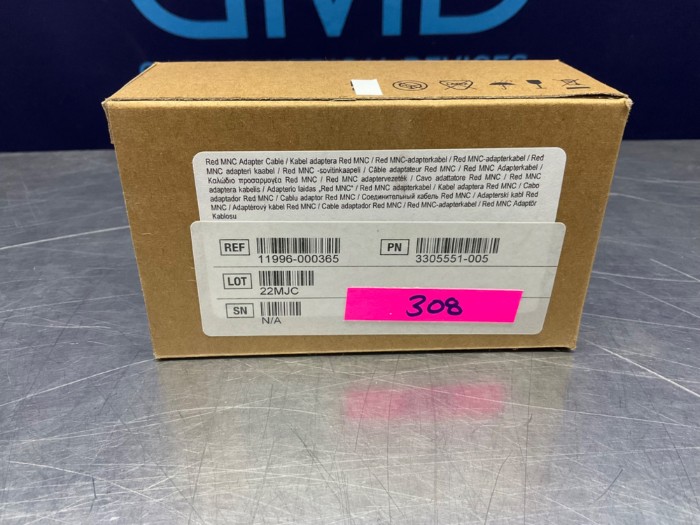 GMD
Red MNC Adapter Cable / Kabel adaptera Red MNC / Red MNC-adapterkabel / Red MNC-adapterkabel / Red
MNC adapteri kaabel / Red MNC -sovitinkaapeli / Câble adaptateur Red MNC / Red MNC Adapterkabel /
Καλώδιο προσαρμογέα Red MNC / Red MNC adaptervezeték / Cavo adattatore Red MNC / Red MNC
adaptera kabelis / Adapterio laidas „Red MNC“ / Red MNC adapterkabel / Kabel adaptera Red MNC / Cabo
adaptador Red MNC / Cablu adaptor Red MNC / Соединительный кабель Red MNC / Adapterski kabl Red
MNC / Adaptérový kábel Red MNC / Cable adaptador Red MNC / Red MNC-adapterkabel / Red MNC Adaptör
Kablosu
REF 11996-000365 PN 3305551-005
LOT 22MJC
SN N/A
308